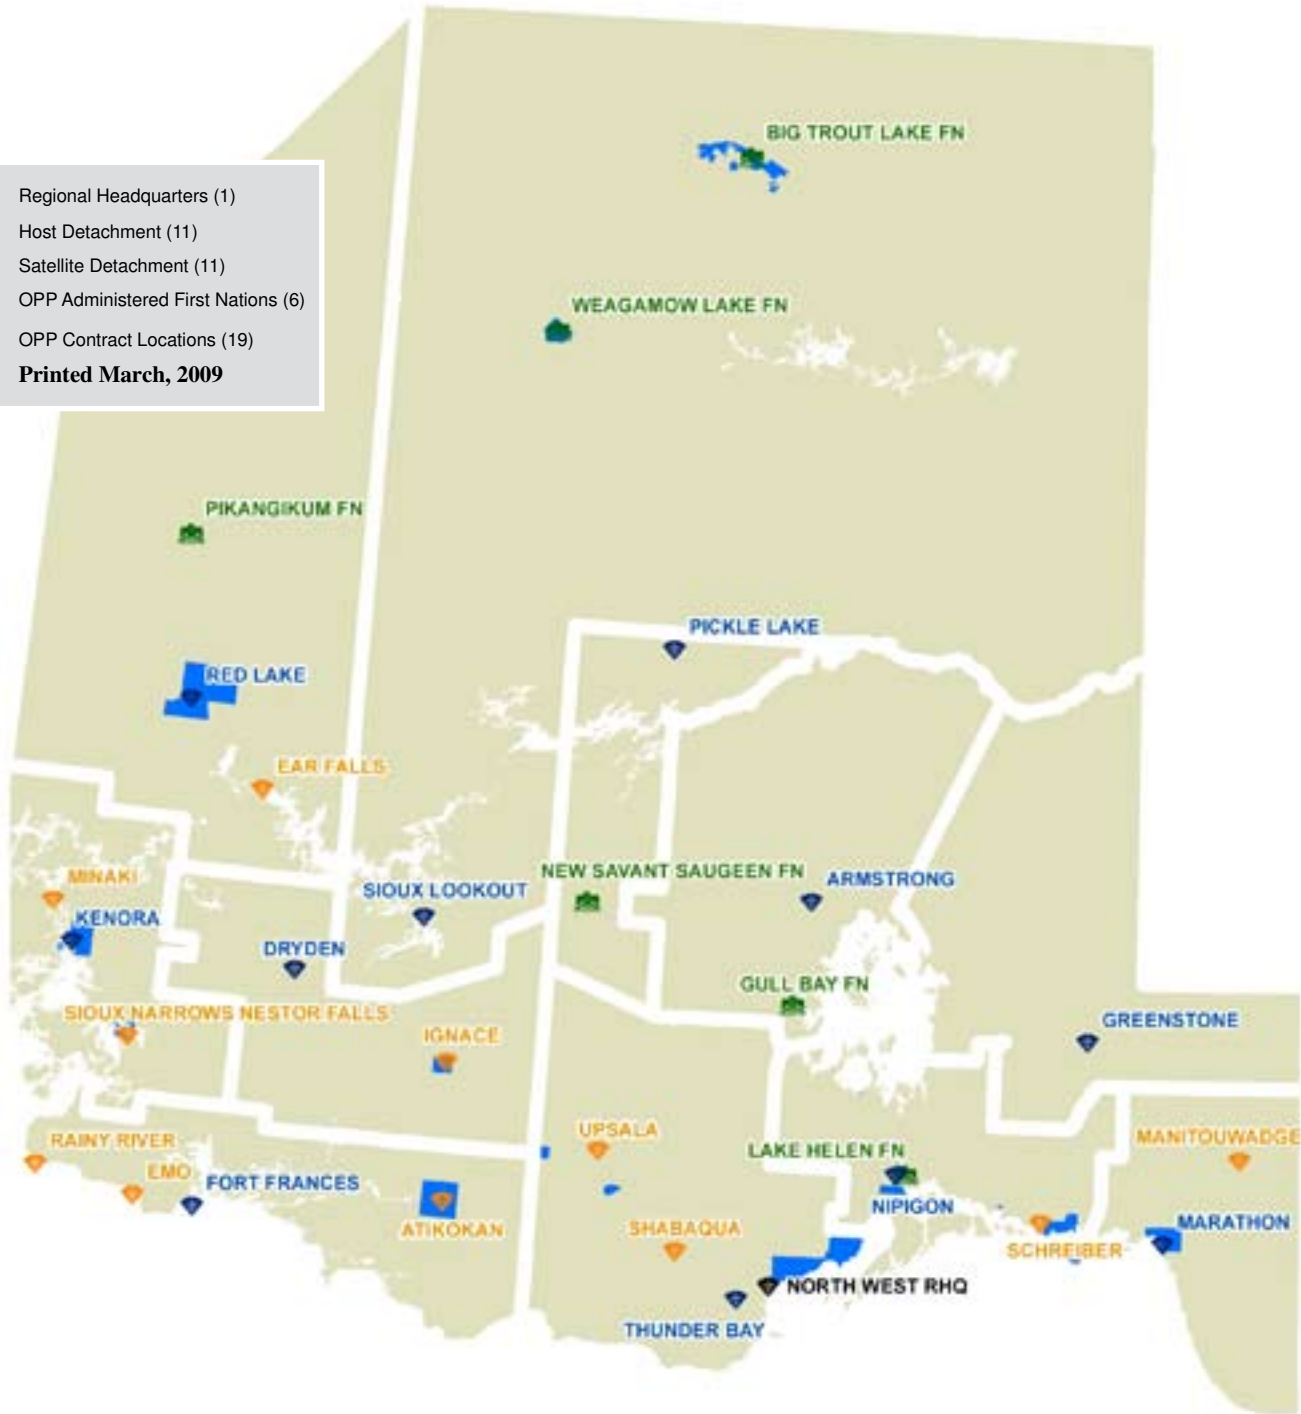 BIG TROUT LAKE FN
Regional Headquarters (1)
Host Detachment (11)
Satellite Detachment (11)
OPP Administered First Nations (6)
OPP Contract Locations (19)
Printed March, 2009
WEAGAMOW LAKE FN
PIKANGIKUM FN
PICKLE LAKE
RED LAKE
EAR FALLS
MINAKI
KENORA
SIOUX LOOKOUT
NEW SAVANT SAUGEEN FN
ARMSTRONG
DRYDEN
GULL BAY FN
SIOUX NARROWS NESTOR FALLS
IGNACE
GREENSTONE
RAINY RIVER
EMO
FORT FRANCES
ATIKOKAN
UPSALA
LAKE HELEN FN
NIPIGON
MANITOUWADGE
SHABAQUA
SCHREIBER
MARATHON
NORTH WEST RHQ
THUNDER BAY